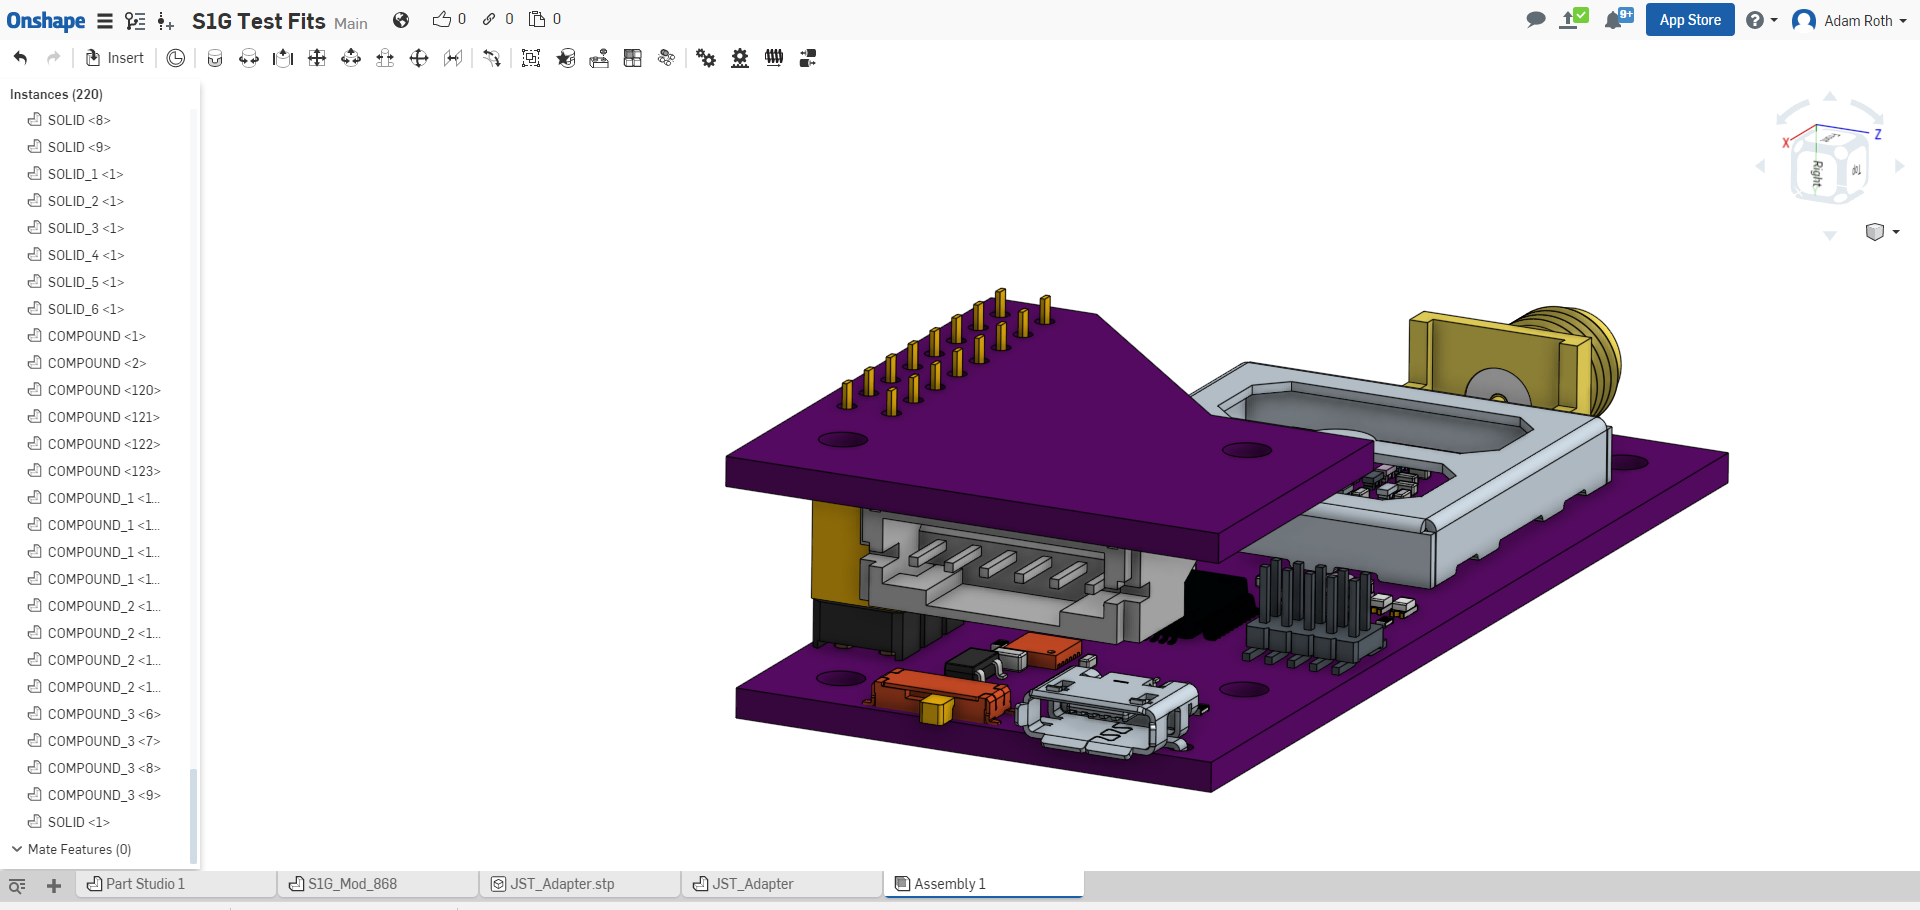 Onshape
S1G Test Fits Main
0
0
0
9+
App Store
Adam Roth
Insert
Instances (220)
SOLID <8>
SOLID <9>
SOLID_1 <1>
SOLID_2 <1>
SOLID_3 <1>
SOLID_4 <1>
SOLID_5 <1>
SOLID_6 <1>
COMPOUND <1>
COMPOUND <2>
COMPOUND <120>
COMPOUND <121>
COMPOUND <122>
COMPOUND <123>
COMPOUND_1 <1...
COMPOUND_1 <1...
COMPOUND_1 <1...
COMPOUND_1 <1...
COMPOUND_2 <1...
COMPOUND_2 <1...
COMPOUND_2 <1...
COMPOUND_2 <1...
COMPOUND_3 <6>
COMPOUND_3 <7>
COMPOUND_3 <8>
COMPOUND_3 <9>
SOLID <1>
Mate Features (0)
X
Z
Right
Part Studio 1
S1G_Mod_868
JST_Adapter.stp
JST_Adapter
Assembly 1